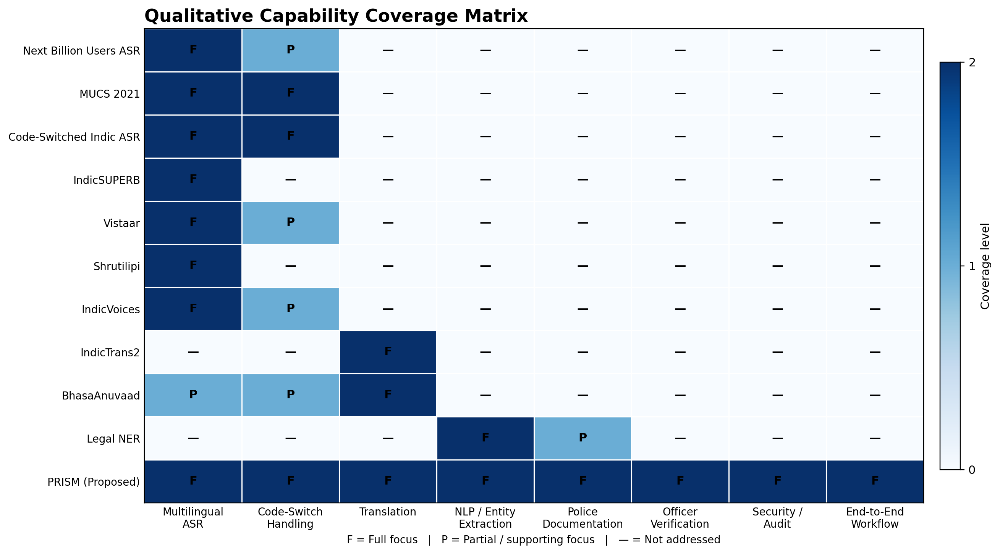 Qualitative Capability Coverage Matrix
Next Billion Users ASR F P — — — — — —
MUCS 2021 F F — — — — — —
Code-Switched Indic ASR F F — — — — — —
IndicSUPERB F — — — — — — —
Vistaar F P — — — — — —
Shrutilipi F — — — — — — —
IndicVoices F P — — — — — —
IndicTrans2 — — F — — — — —
BhasaAnuvaad P P F — — — — —
Legal NER — — — F P — — —
PRISM (Proposed) F F F F F F F F
Multilingual
ASR
Code-Switch
Handling
Translation
NLP / Entity
Extraction
Police
Documentation
Officer
Verification
Security /
Audit
End-to-End
Workflow
F = Full focus | P = Partial / supporting focus | — = Not addressed
2
1
0
Coverage level